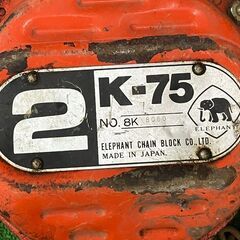 2
K-75
NO. 8K
ELEPHANT
ELEPHANT CHAIN BLOCK CO.,LTD.
MADE IN JAPAN.